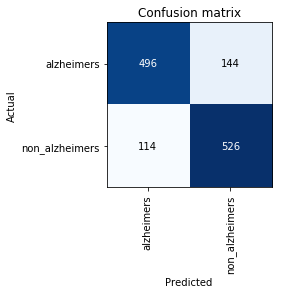 Confusion matrix
Actual
alzheimers
496
144
non_alzheimers
114
526
alzheimers
non_alzheimers
Predicted